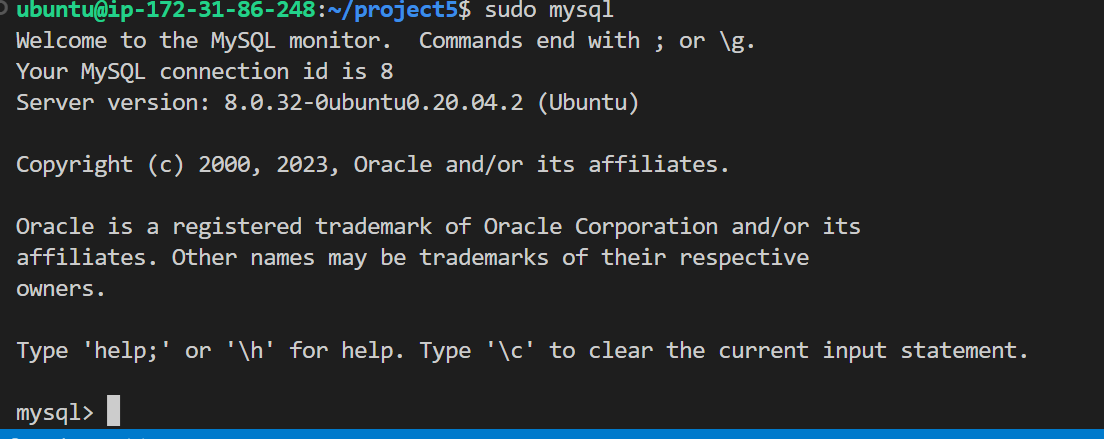 ubuntu@ip-172-31-86-248:~/project5$ sudo mysql
Welcome to the MySQL monitor.  Commands end with ; or \g.
Your MySQL connection id is 8
Server version: 8.0.32-0ubuntu0.20.04.2 (Ubuntu)
Copyright (c) 2000, 2023, Oracle and/or its affiliates.
Oracle is a registered trademark of Oracle Corporation and/or its
affiliates. Other names may be trademarks of their respective
owners.
Type 'help;' or '\h' for help. Type '\c' to clear the current input statement.
mysql>